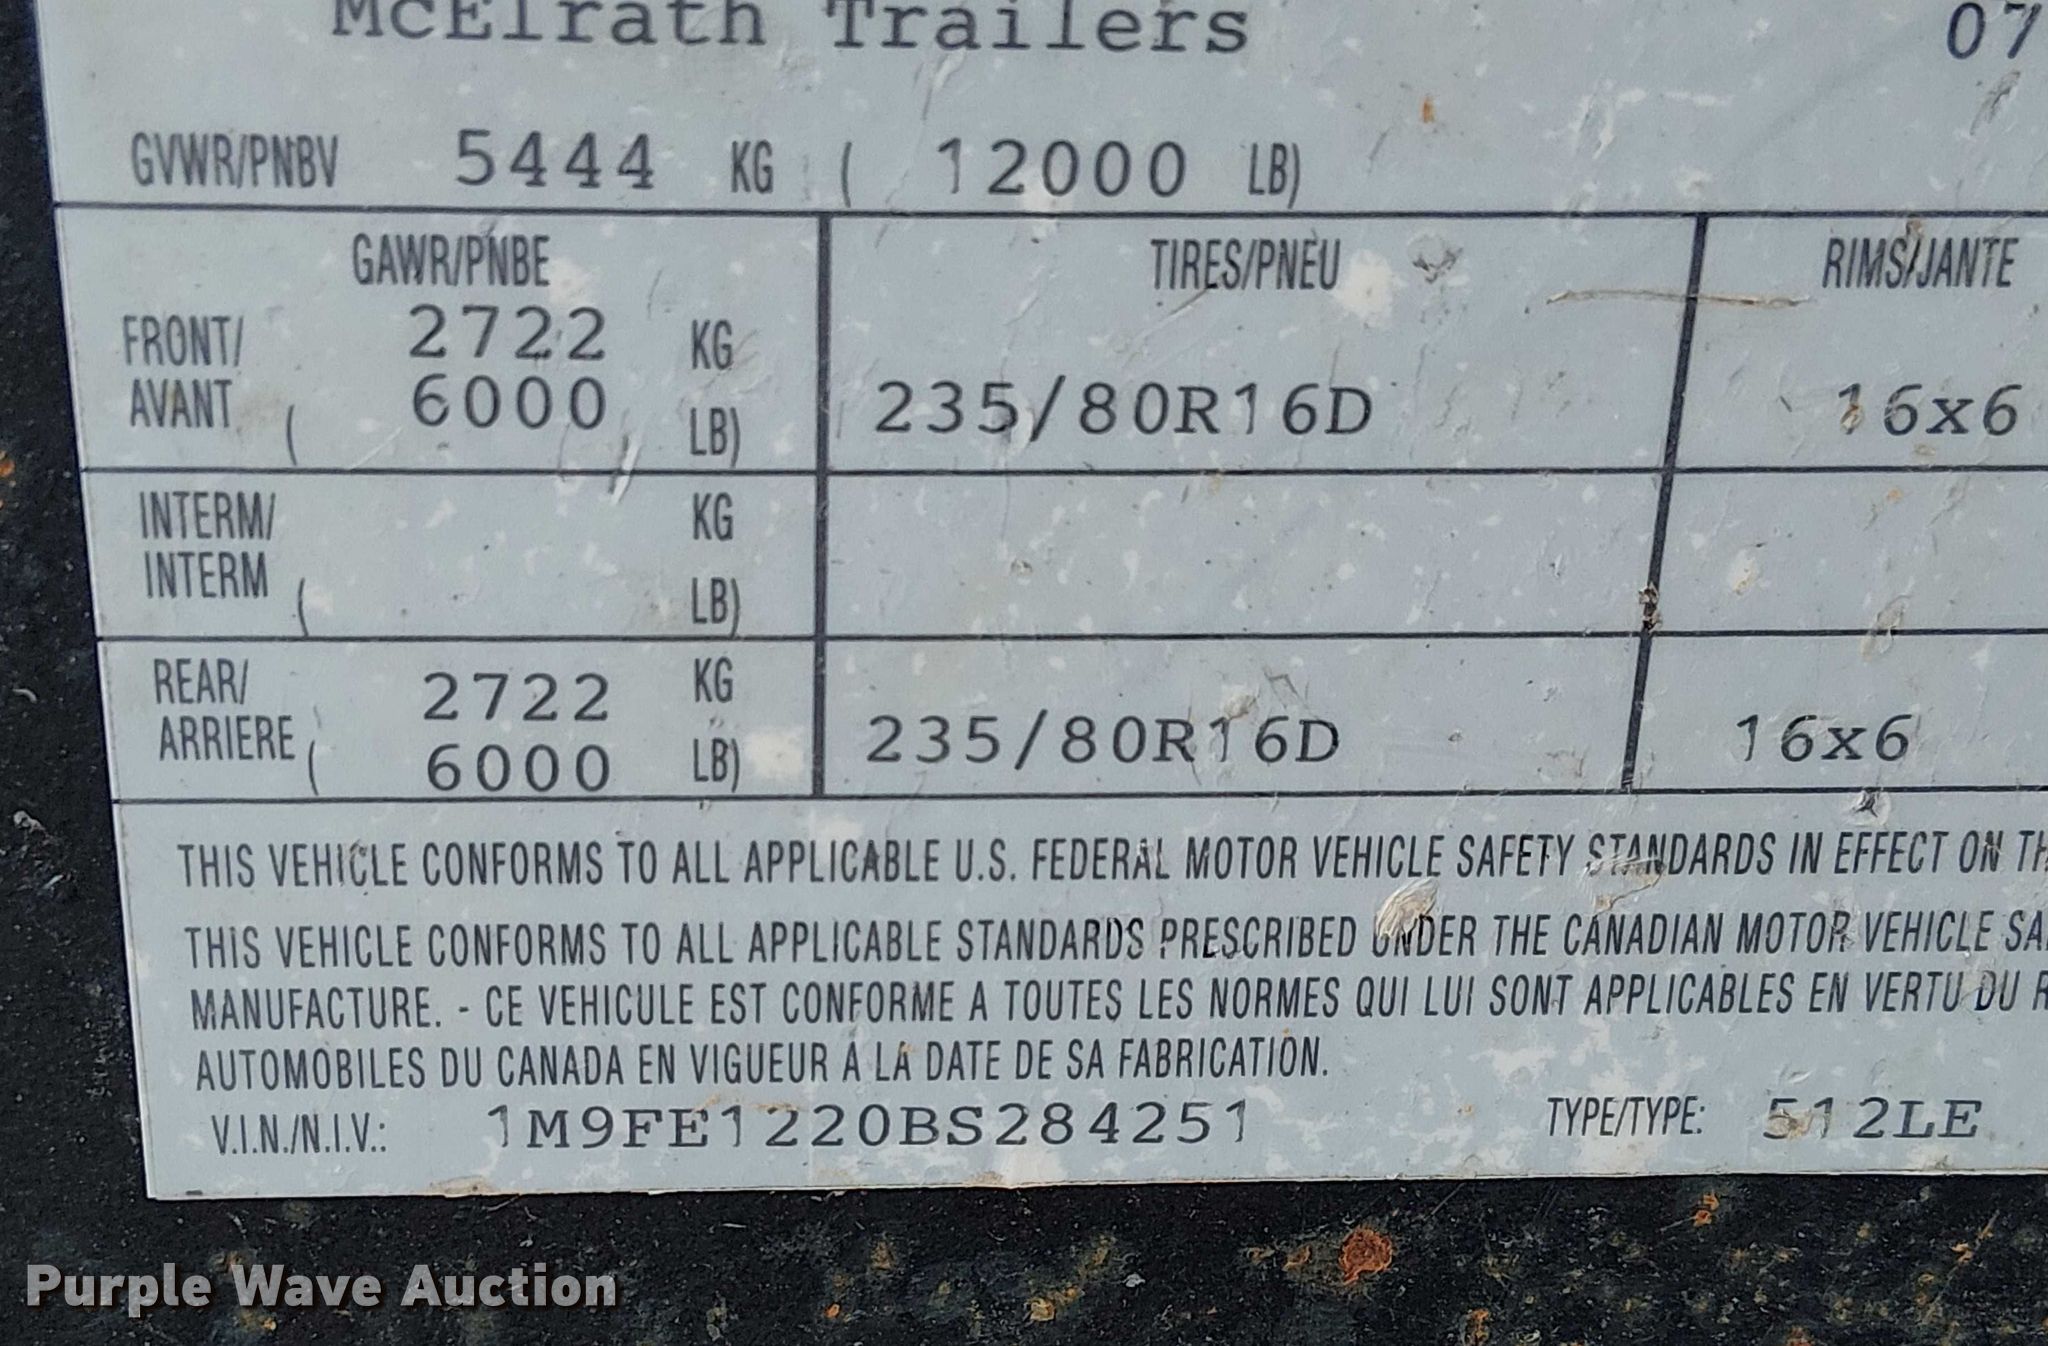 McElrath Trailers 07
GVWR/PNBV 5444 KG ( 12000 LB)
GAWR/PNBE TIRES/PNEU RIMS/JANTE
FRONT/ 2722 KG
AVANT ( 6000 LB) 235/80R16D 16x6
INTERM/ KG
INTERM ( LB)
REAR/ 2722 KG
ARRIERE ( 6000 LB) 235/80R16D 16x6
THIS VEHICLE CONFORMS TO ALL APPLICABLE U.S. FEDERAL MOTOR VEHICLE SAFETY STANDARDS IN EFFECT ON TH
THIS VEHICLE CONFORMS TO ALL APPLICABLE STANDARDS PRESCRIBED UNDER THE CANADIAN MOTOR VEHICLE SA
MANUFACTURE. - CE VEHICULE EST CONFORME A TOUTES LES NORMES QUI LUI SONT APPLICABLES EN VERTU DU R
AUTOMOBILES DU CANADA EN VIGUEUR A LA DATE DE SA FABRICATION.
V.I.N./N.I.V.: 1M9FE1220BS284251 TYPE/TYPE: 512LE
Purple Wave Auction